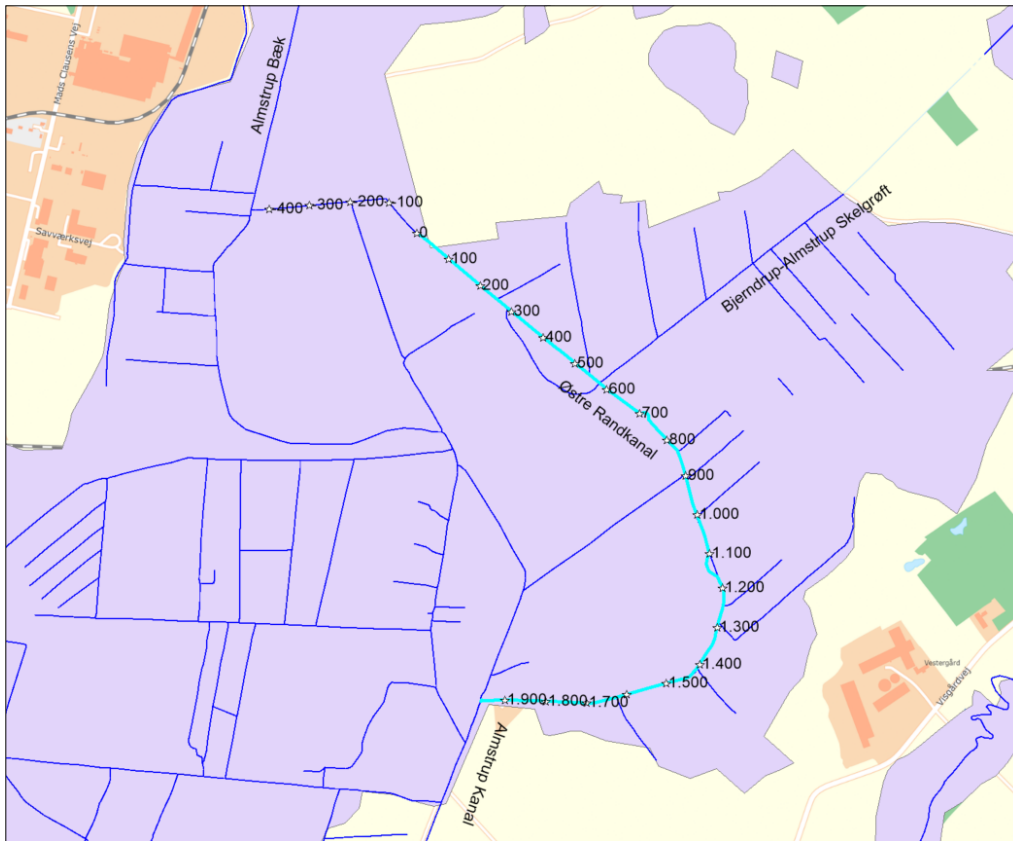 Mads Clausens Vej
Almstrup Bæk
-400
-300
-200
-100
Savværksvej
0
100
200
300
400
500
600
700
800
900
1.000
1.100
1.200
1.300
1.400
1.500
1.700
1.800
1.900
Bjerndrup-Almstrup Skelgrøft
Østre Randkanal
Vestergård
Visgårdvej
Almstrup Kanal